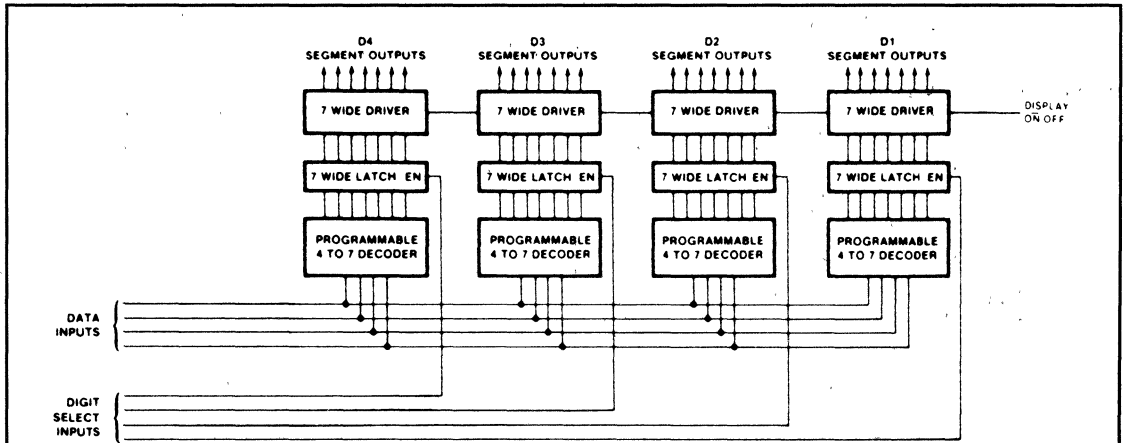 D4
SEGMENT OUTPUTS
D3
SEGMENT OUTPUTS
D2
SEGMENT OUTPUTS
D1
SEGMENT OUTPUTS
7 WIDE DRIVER
7 WIDE DRIVER
7 WIDE DRIVER
7 WIDE DRIVER
DISPLAY
ON OFF
7 WIDE LATCH EN
7 WIDE LATCH EN
7 WIDE LATCH EN
7 WIDE LATCH EN
PROGRAMMABLE
4 TO 7 DECODER
PROGRAMMABLE
4 TO 7 DECODER
PROGRAMMABLE
4 TO 7 DECODER
PROGRAMMABLE
4 TO 7 DECODER
DATA
INPUTS
DIGIT
SELECT
INPUTS